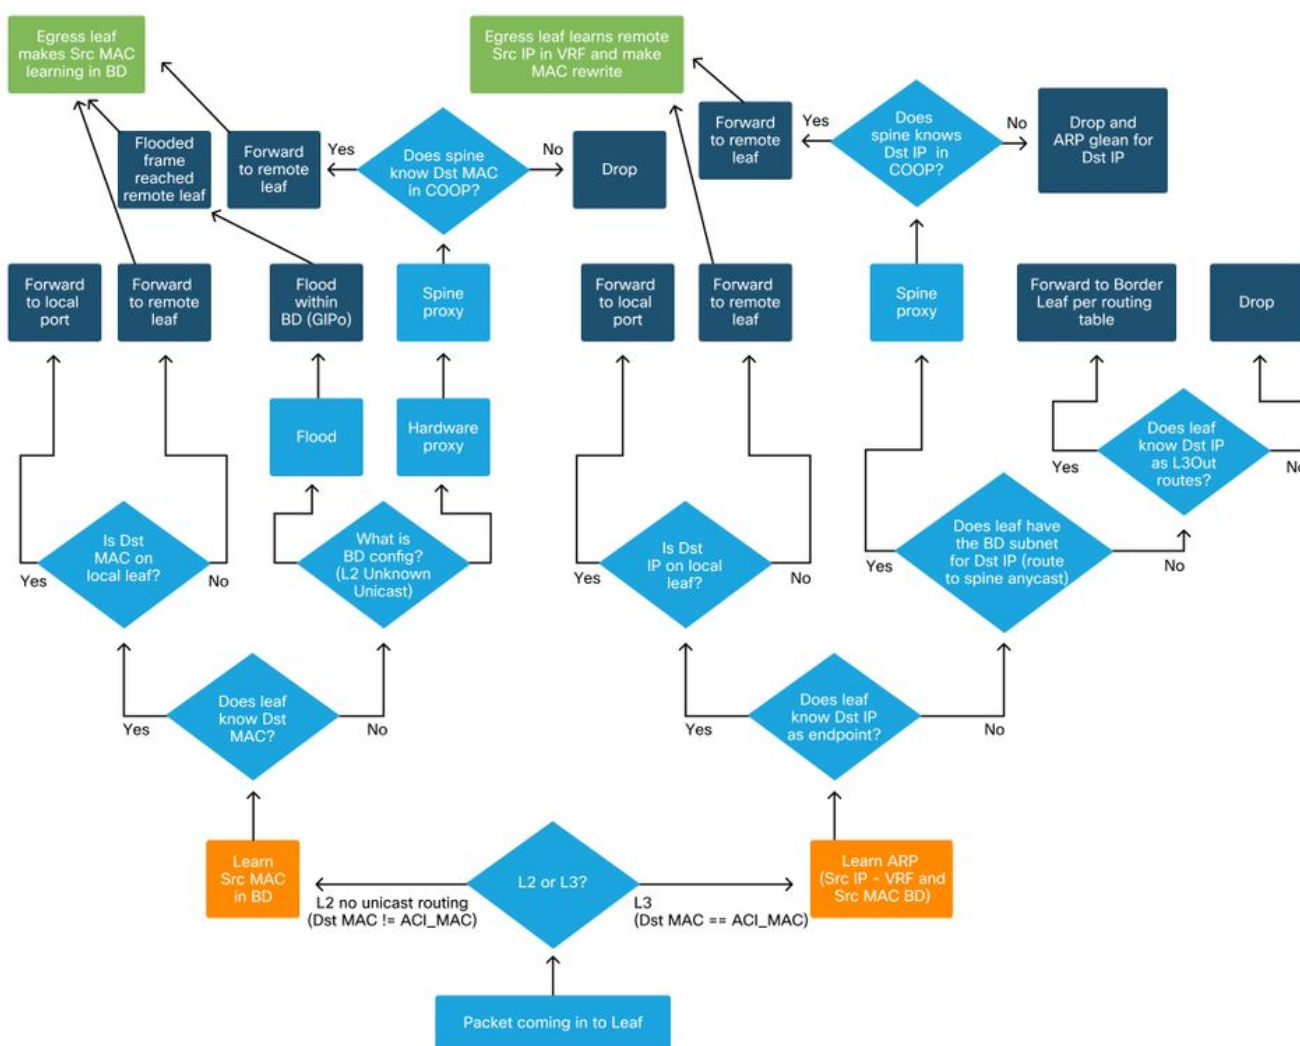 Egress leaf
makes Src MAC
learning in BD
Egress leaf learns remote
Src IP in VRF and make
MAC rewrite
Flooded
frame
reached
remote leaf
Forward
to remote
leaf
Yes
Does spine
know Dst MAC
in COOP?
No
Drop
Forward
to remote
leaf
Yes
Does
spine knows
Dst IP in
COOP?
No
Drop and
ARP glean for
Dst IP
Forward
to local
port
Forward
to remote
leaf
Flood
within
BD (GIPo)
Spine
proxy
Forward
to local
port
Forward
to remote
leaf
Spine
proxy
Forward to Border
Leaf per routing
table
Drop
Flood
Hardware
proxy
Does leaf
know Dst IP
as L3Out
routes?
Yes
No
Is Dst
MAC on
local leaf?
Yes
No
What is
BD config?
(L2 Unknown
Unicast)
Is Dst
IP on local
leaf?
Yes
No
Does leaf have
the BD subnet
for Dst IP (route
to spine anycast)
Yes
No
Does leaf
know Dst
MAC?
Yes
No
Does leaf
know Dst IP
as endpoint?
Yes
No
Learn
Src MAC
in BD
L2 or L3?
Learn ARP
(Src IP - VRF and
Src MAC BD)
L2 no unicast routing
(Dst MAC != ACI_MAC)
L3
(Dst MAC == ACI_MAC)
Packet coming in to Leaf